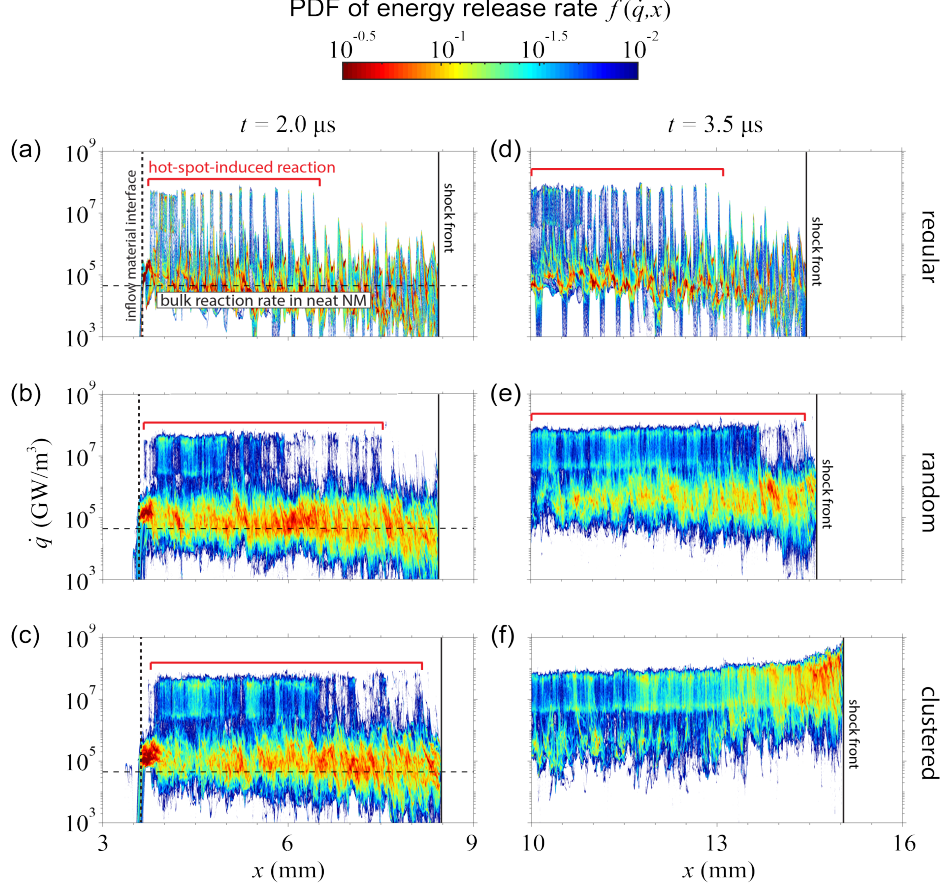 PDF of energy release rate f(q̇,x)
10^-0.5 10^-1 10^-1.5 10^-2
t = 2.0 μs
t = 3.5 μs
(a)
10^9
10^7
10^5
10^3
hot-spot-induced reaction
inflow material interface
bulk reaction rate in neat NM
shock front
(d)
shock front
regular
(b)
10^9
10^7
10^5
10^3
q̇ (GW/m^3)
(e)
shock front
random
(c)
10^9
10^7
10^5
10^3
(f)
shock front
clustered
3 6 9
x (mm)
10 13 16
x (mm)